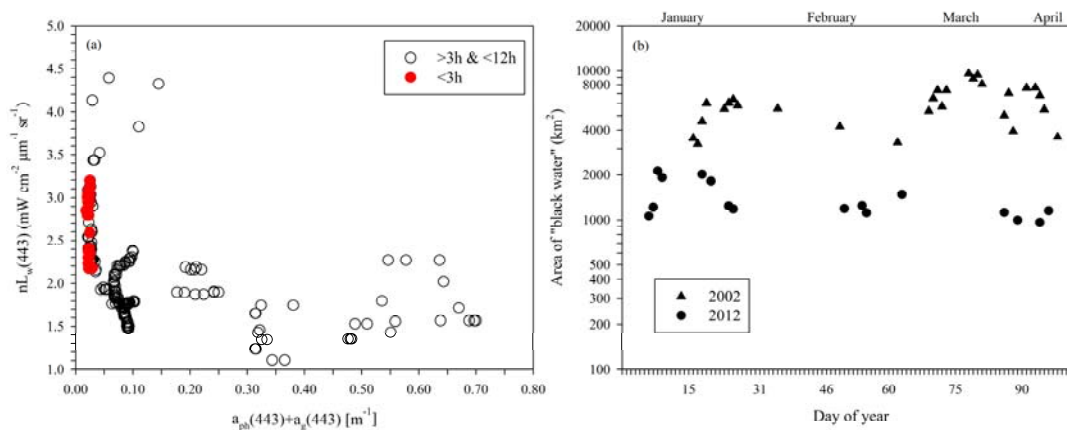 (a)
>3h & <12h
<3h
5.0
4.5
4.0
3.5
3.0
2.5
2.0
1.5
1.0
nLw(443) (mW cm-2 μm-1 sr-1)
0.00 0.10 0.20 0.30 0.40 0.50 0.60 0.70 0.80
aph(443)+ag(443) [m-1]
January February March April
(b)
20000
10000
8000
6000
4000
2000
1000
800
600
500
400
300
200
100
Area of "black water" (km2)
2002
2012
15 31 46 54 75 90
Day of year